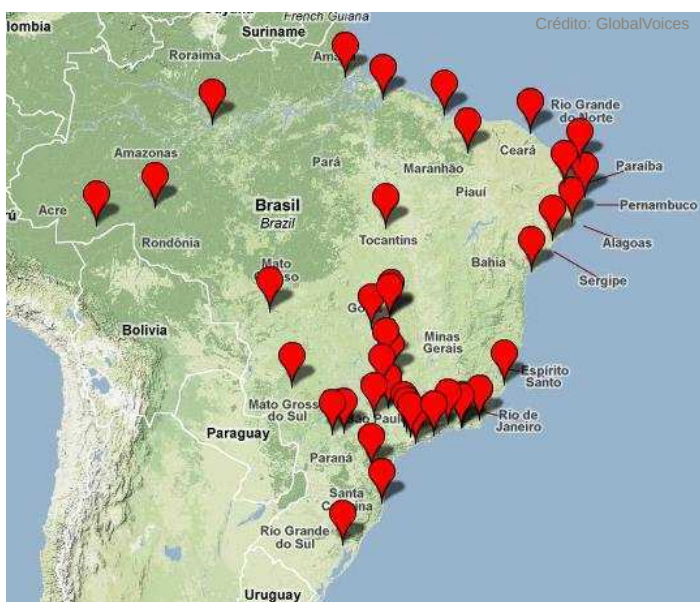 Crédito: GlobalVoices
French Guiana
Suriname
Roraima
Rio Grande
do Norte
Amazonas
Pará
Ceará
Maranhão
Paraíba
Piauí
Acre
Brasil
Brazil
Pernambuco
Rondônia
Tocantins
Alagoas
Bahia
Sergipe
Mato
Bolivia
Minas
Gerais
Espírito
Santo
Mato Grosso
do Sul
Rio de
Janeiro
Paraguay
Paraná
Santa
Rio Grande
do Sul
Uruguay